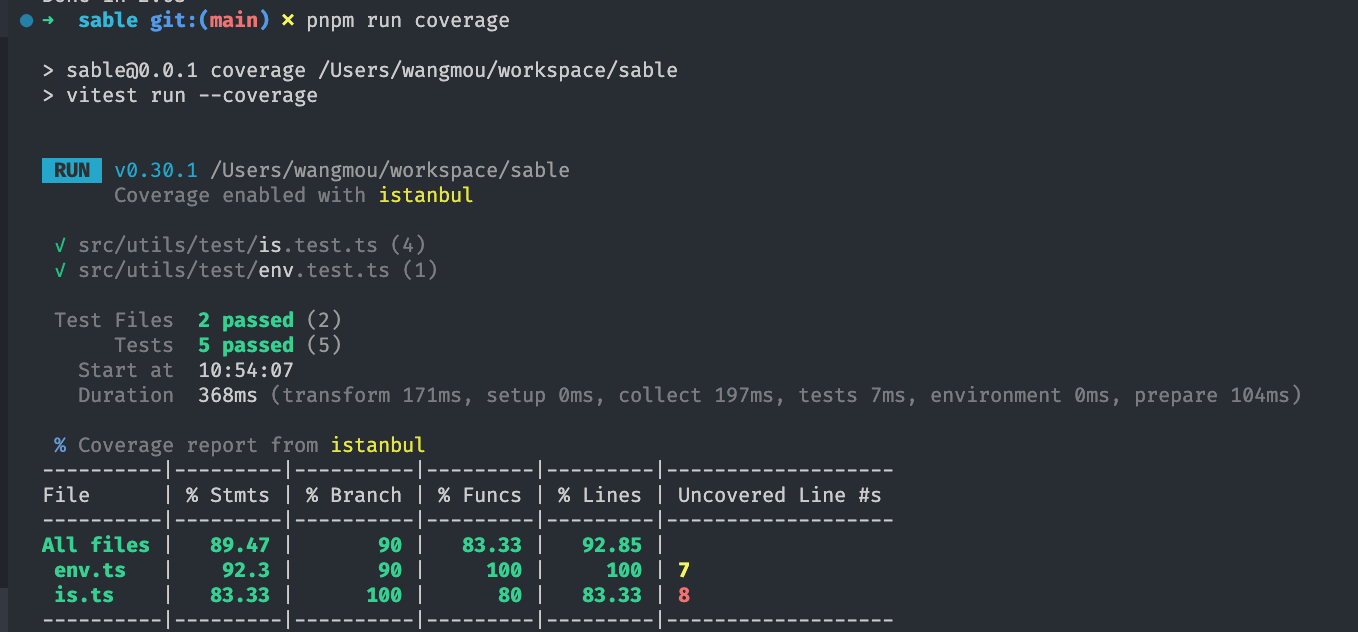 ➜  sable git:(main) ✗ pnpm run coverage
> sable@0.0.1 coverage /Users/wangmou/workspace/sable
> vitest run --coverage
RUN  v0.30.1 /Users/wangmou/workspace/sable
Coverage enabled with istanbul
√ src/utils/test/is.test.ts (4)
√ src/utils/test/env.test.ts (1)
Test Files  2 passed (2)
Tests  5 passed (5)
Start at  10:54:07
Duration  368ms (transform 171ms, setup 0ms, collect 197ms, tests 7ms, environment 0ms, prepare 104ms)
% Coverage report from istanbul
----------|---------|----------|---------|---------|-------------------
File      | % Stmts | % Branch | % Funcs | % Lines | Uncovered Line #s
----------|---------|----------|---------|---------|-------------------
All files |   89.47 |       90 |   83.33 |   92.85 |
 env.ts   |    92.3 |       90 |     100 |     100 | 7
 is.ts    |   83.33 |      100 |      80 |   83.33 | 8
----------|---------|----------|---------|---------|-------------------